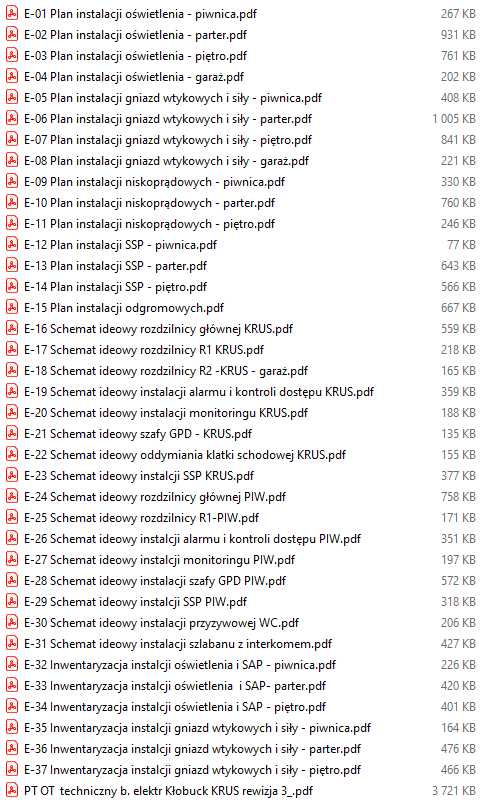 E-01 Plan instalacji oświetlenia - piwnica.pdf 267 KB
E-02 Plan instalacji oświetlenia - parter.pdf 931 KB
E-03 Plan instalacji oświetlenia - piętro.pdf 761 KB
E-04 Plan instalacji oświetlenia - garaż.pdf 202 KB
E-05 Plan instalacji gniazd wtykowych i siły - piwnica.pdf 408 KB
E-06 Plan instalacji gniazd wtykowych i siły - parter.pdf 1 005 KB
E-07 Plan instalacji gniazd wtykowych i siły - piętro.pdf 841 KB
E-08 Plan instalacji gniazd wtykowych i siły - garaż.pdf 221 KB
E-09 Plan instalacji niskoprądowych - piwnica.pdf 330 KB
E-10 Plan instalacji niskoprądowych - parter.pdf 760 KB
E-11 Plan instalacji niskoprądowych - piętro.pdf 246 KB
E-12 Plan instalacji SSP - piwnica.pdf 77 KB
E-13 Plan instalacji SSP - parter.pdf 643 KB
E-14 Plan instalacji SSP - piętro.pdf 566 KB
E-15 Plan instalacji odgromowych.pdf 667 KB
E-16 Schemat ideowy rozdzilnicy głównej KRUS.pdf 559 KB
E-17 Schemat ideowy rozdzilnicy R1 KRUS.pdf 218 KB
E-18 Schemat ideowy rozdzilnicy R2 -KRUS - garaż.pdf 165 KB
E-19 Schemat ideowy instalacji alarmu i kontroli dostępu KRUS.pdf 359 KB
E-20 Schemat ideowy instalacji monitoringu KRUS.pdf 188 KB
E-21 Schemat ideowy szafy GPD - KRUS.pdf 135 KB
E-22 Schemat ideowy oddymiania klatki schodowej KRUS.pdf 155 KB
E-23 Schemat ideowy instalcji SSP KRUS.pdf 377 KB
E-24 Schemat ideowy rozdzilnicy głównej PIW.pdf 758 KB
E-25 Schemat ideowy rozdzilnicy R1-PIW.pdf 171 KB
E-26 Schemat ideowy instalcji alarmu i kontroli dostępu PIW.pdf 351 KB
E-27 Schemat ideowy instalcji monitoringu PIW.pdf 197 KB
E-28 Schemat ideowy instalacji szafy GPD PIW.pdf 572 KB
E-29 Schemat ideowy instalcji SSP PIW.pdf 318 KB
E-30 Schemat ideowy instalacji przyzywowej WC.pdf 206 KB
E-31 Schemat ideowy instalacji szlabanu z interkomem.pdf 427 KB
E-32 Inwentaryzacja instalcji oświetlenia i SAP - piwnica.pdf 226 KB
E-33 Inwentaryzacja instalcji oświetlenia  i SAP- parter.pdf 420 KB
E-34 Inwentaryzacja instalcji oświetlenia i SAP - piętro.pdf 401 KB
E-35 Inwentaryzacja instalcji gniazd wtykowych i siły - piwnica.pdf 164 KB
E-36 Inwentaryzacja instalcji gniazd wtykowych i siły - parter.pdf 476 KB
E-37 Inwentaryzacja instalcji gniazd wtykowych i siły - piętro.pdf 466 KB
PT OT  techniczny b. elektr Kłobuck KRUS rewizja 3_.pdf 3 721 KB